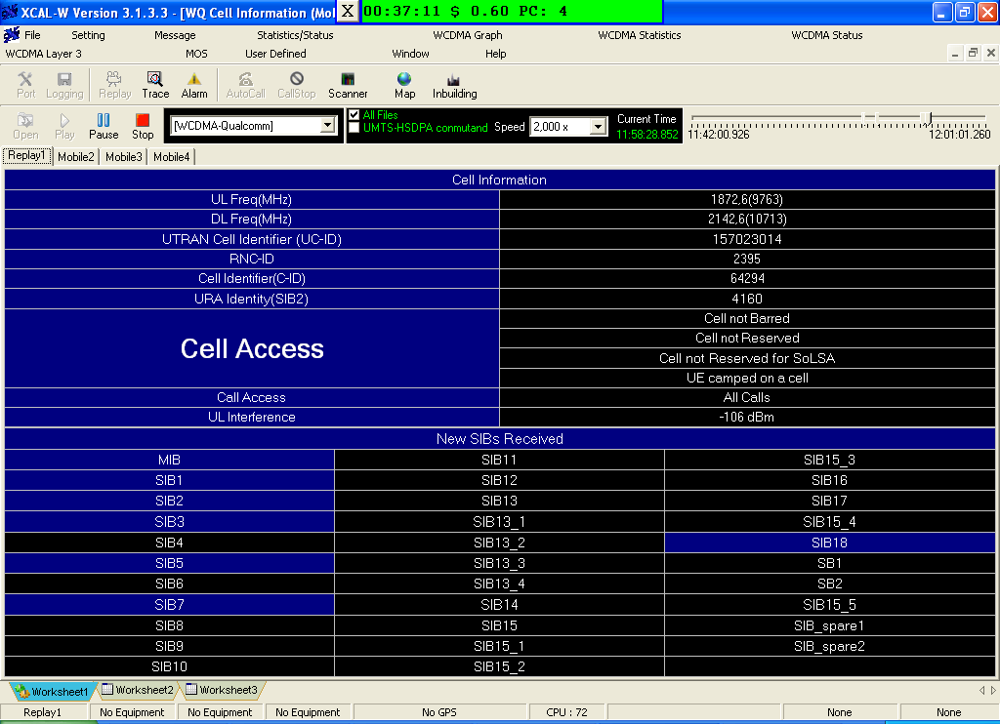 XCAL-W Version 3.1.3.3 - [WQ Cell Information (Mol X 00:37:11 $ 0.60 PC: 4
File Setting Message Statistics/Status WCDMA Graph WCDMA Statistics WCDMA Status
WCDMA Layer 3 MOS User Defined Window Help
Port Logging Replay Trace Alarm AutoCall CallStop Scanner Map Inbuilding
Open Play Pause Stop [WCDMA-Qualcomm] All Files
UMTS-HSDPA conmutand Speed 2,000 x Current Time
11:58:28.852 11:42:00.926 12:01:01.260
Replay1 Mobile2 Mobile3 Mobile4
Cell Information
UL Freq(MHz) 1872,6(9763)
DL Freq(MHz) 2142,6(10713)
UTRAN Cell Identifier (UC-ID) 157023014
RNC-ID 2395
Cell Identifier(C-ID) 64294
URA Identity(SIB2) 4160
Cell Access
Cell not Barred
Cell not Reserved
Cell not Reserved for SoLSA
UE camped on a cell
Call Access All Calls
UL Interference -106 dBm
New SIBs Received
MIB SIB11 SIB15_3
SIB1 SIB12 SIB16
SIB2 SIB13 SIB17
SIB3 SIB13_1 SIB15_4
SIB4 SIB13_2 SIB18
SIB5 SIB13_3 SB1
SIB6 SIB13_4 SB2
SIB7 SIB14 SIB15_5
SIB8 SIB15 SIB_spare1
SIB9 SIB15_1 SIB_spare2
SIB10 SIB15_2
Worksheet1 Worksheet2 Worksheet3
Replay1 No Equipment No Equipment No Equipment No GPS CPU : 72 None None